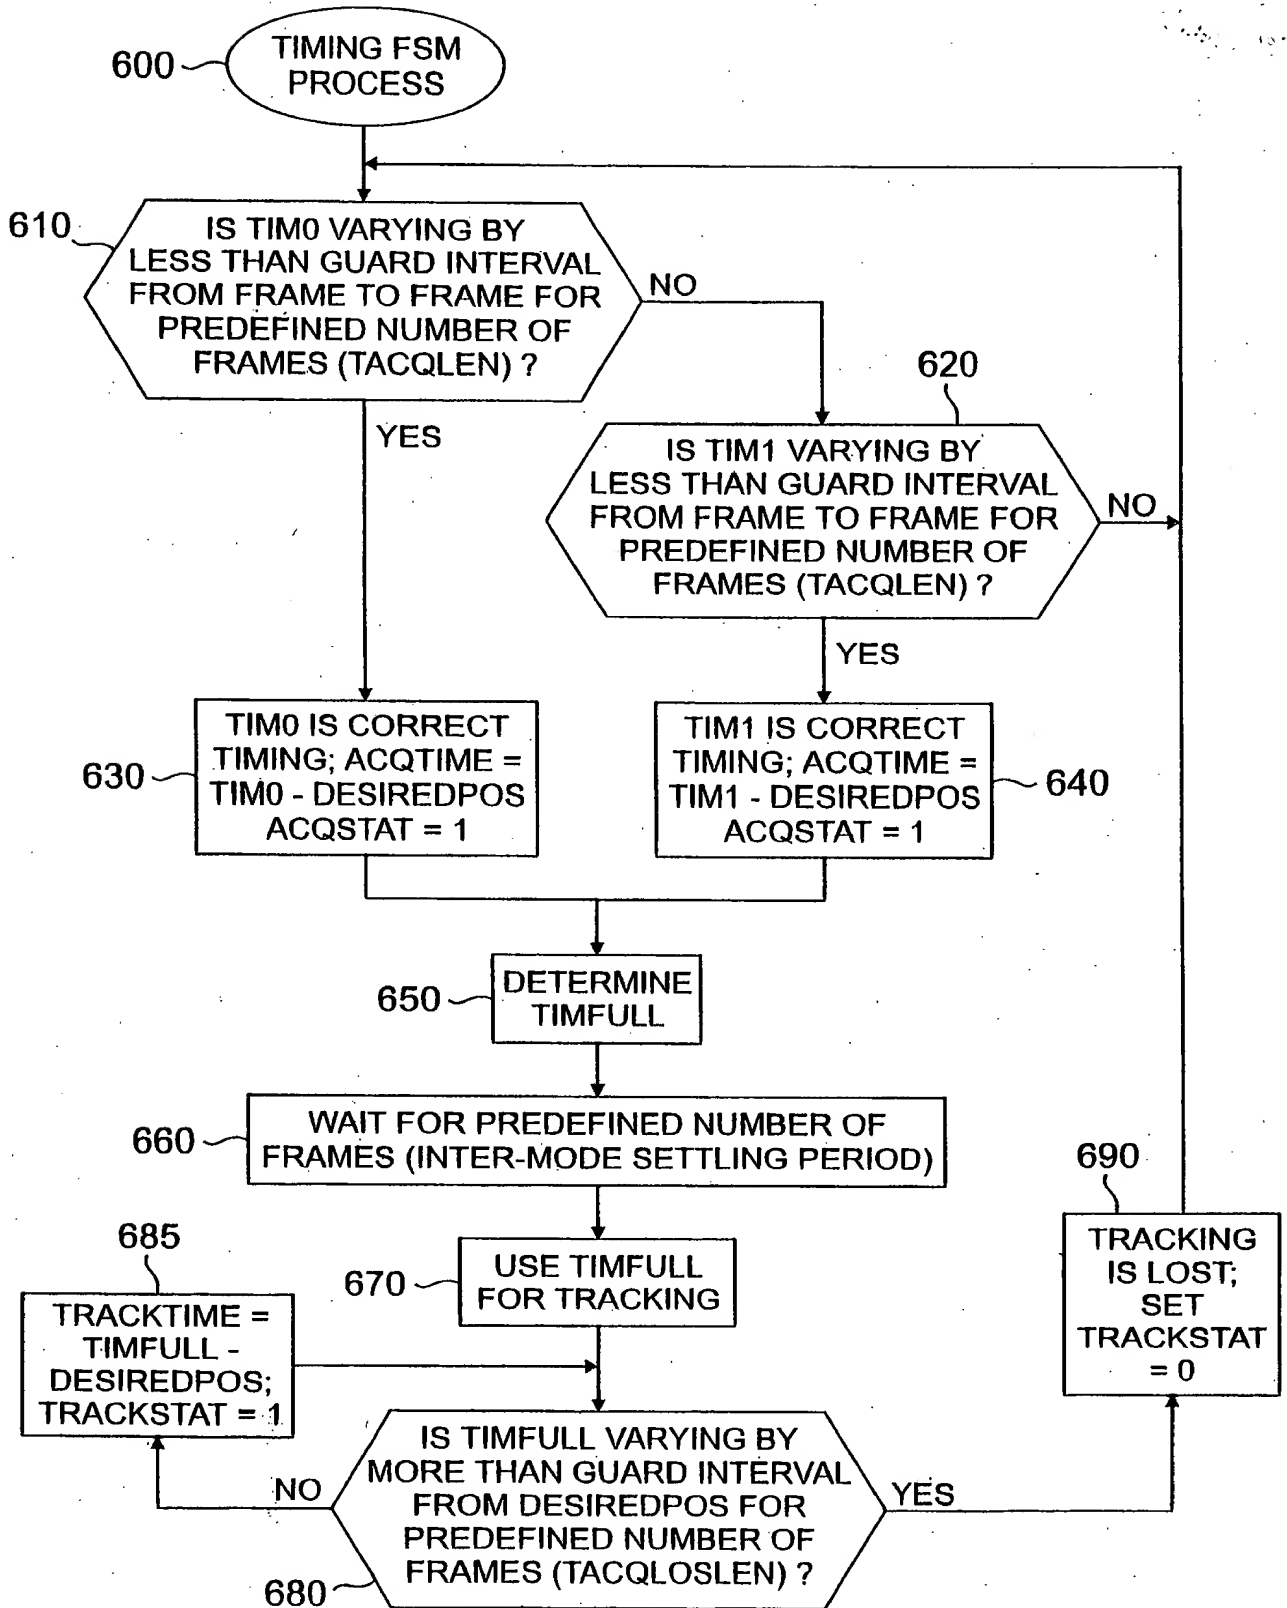 600
TIMING FSM
PROCESS
610
IS TIM0 VARYING BY
LESS THAN GUARD INTERVAL
FROM FRAME TO FRAME FOR
PREDEFINED NUMBER OF
FRAMES (TACQLEN) ?
NO
YES
620
IS TIM1 VARYING BY
LESS THAN GUARD INTERVAL
FROM FRAME TO FRAME FOR
PREDEFINED NUMBER OF
FRAMES (TACQLEN) ?
NO
YES
630
TIM0 IS CORRECT
TIMING; ACQTIME =
TIM0 - DESIREDPOS
ACQSTAT = 1
TIM1 IS CORRECT
TIMING; ACQTIME =
TIM1 - DESIREDPOS
ACQSTAT = 1
640
650
DETERMINE
TIMFULL
660
WAIT FOR PREDEFINED NUMBER OF
FRAMES (INTER-MODE SETTLING PERIOD)
670
USE TIMFULL
FOR TRACKING
685
TRACKTIME =
TIMFULL -
DESIREDPOS;
TRACKSTAT = 1
690
TRACKING
IS LOST;
SET
TRACKSTAT
= 0
NO
IS TIMFULL VARYING BY
MORE THAN GUARD INTERVAL
FROM DESIREDPOS FOR
PREDEFINED NUMBER OF
FRAMES (TACQLOSLEN) ?
YES
680